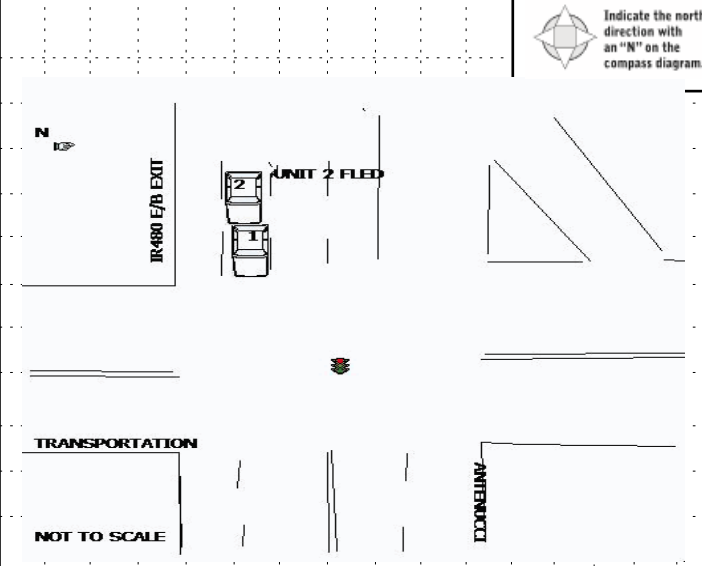 Indicate the north
direction with
an "N" on the
compass diagram.
N
IR480 E/B EXIT
2
UNIT 2 FLED
1
TRANSPORTATION
ANTENUCCI
NOT TO SCALE